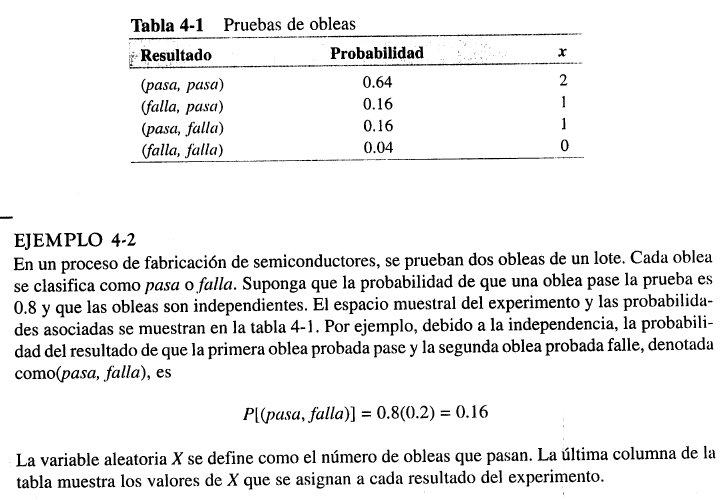 Tabla 4-1 Pruebas de obleas
Resultado Probabilidad x
(pasa, pasa) 0.64 2
(falla, pasa) 0.16 1
(pasa, falla) 0.16 1
(falla, falla) 0.04 0
EJEMPLO 4-2
En un proceso de fabricación de semiconductores, se prueban dos obleas de un lote. Cada oblea
se clasifica como pasa o falla. Suponga que la probabilidad de que una oblea pase la prueba es
0.8 y que las obleas son independientes. El espacio muestral del experimento y las probabilida-
des asociadas se muestran en la tabla 4-1. Por ejemplo, debido a la independencia, la probabili-
dad del resultado de que la primera oblea probada pase y la segunda oblea probada falle, denotada
como(pasa, falla), es
P[(pasa, falla)] = 0.8(0.2) = 0.16
La variable aleatoria X se define como el número de obleas que pasan. La última columna de la
tabla muestra los valores de X que se asignan a cada resultado del experimento.